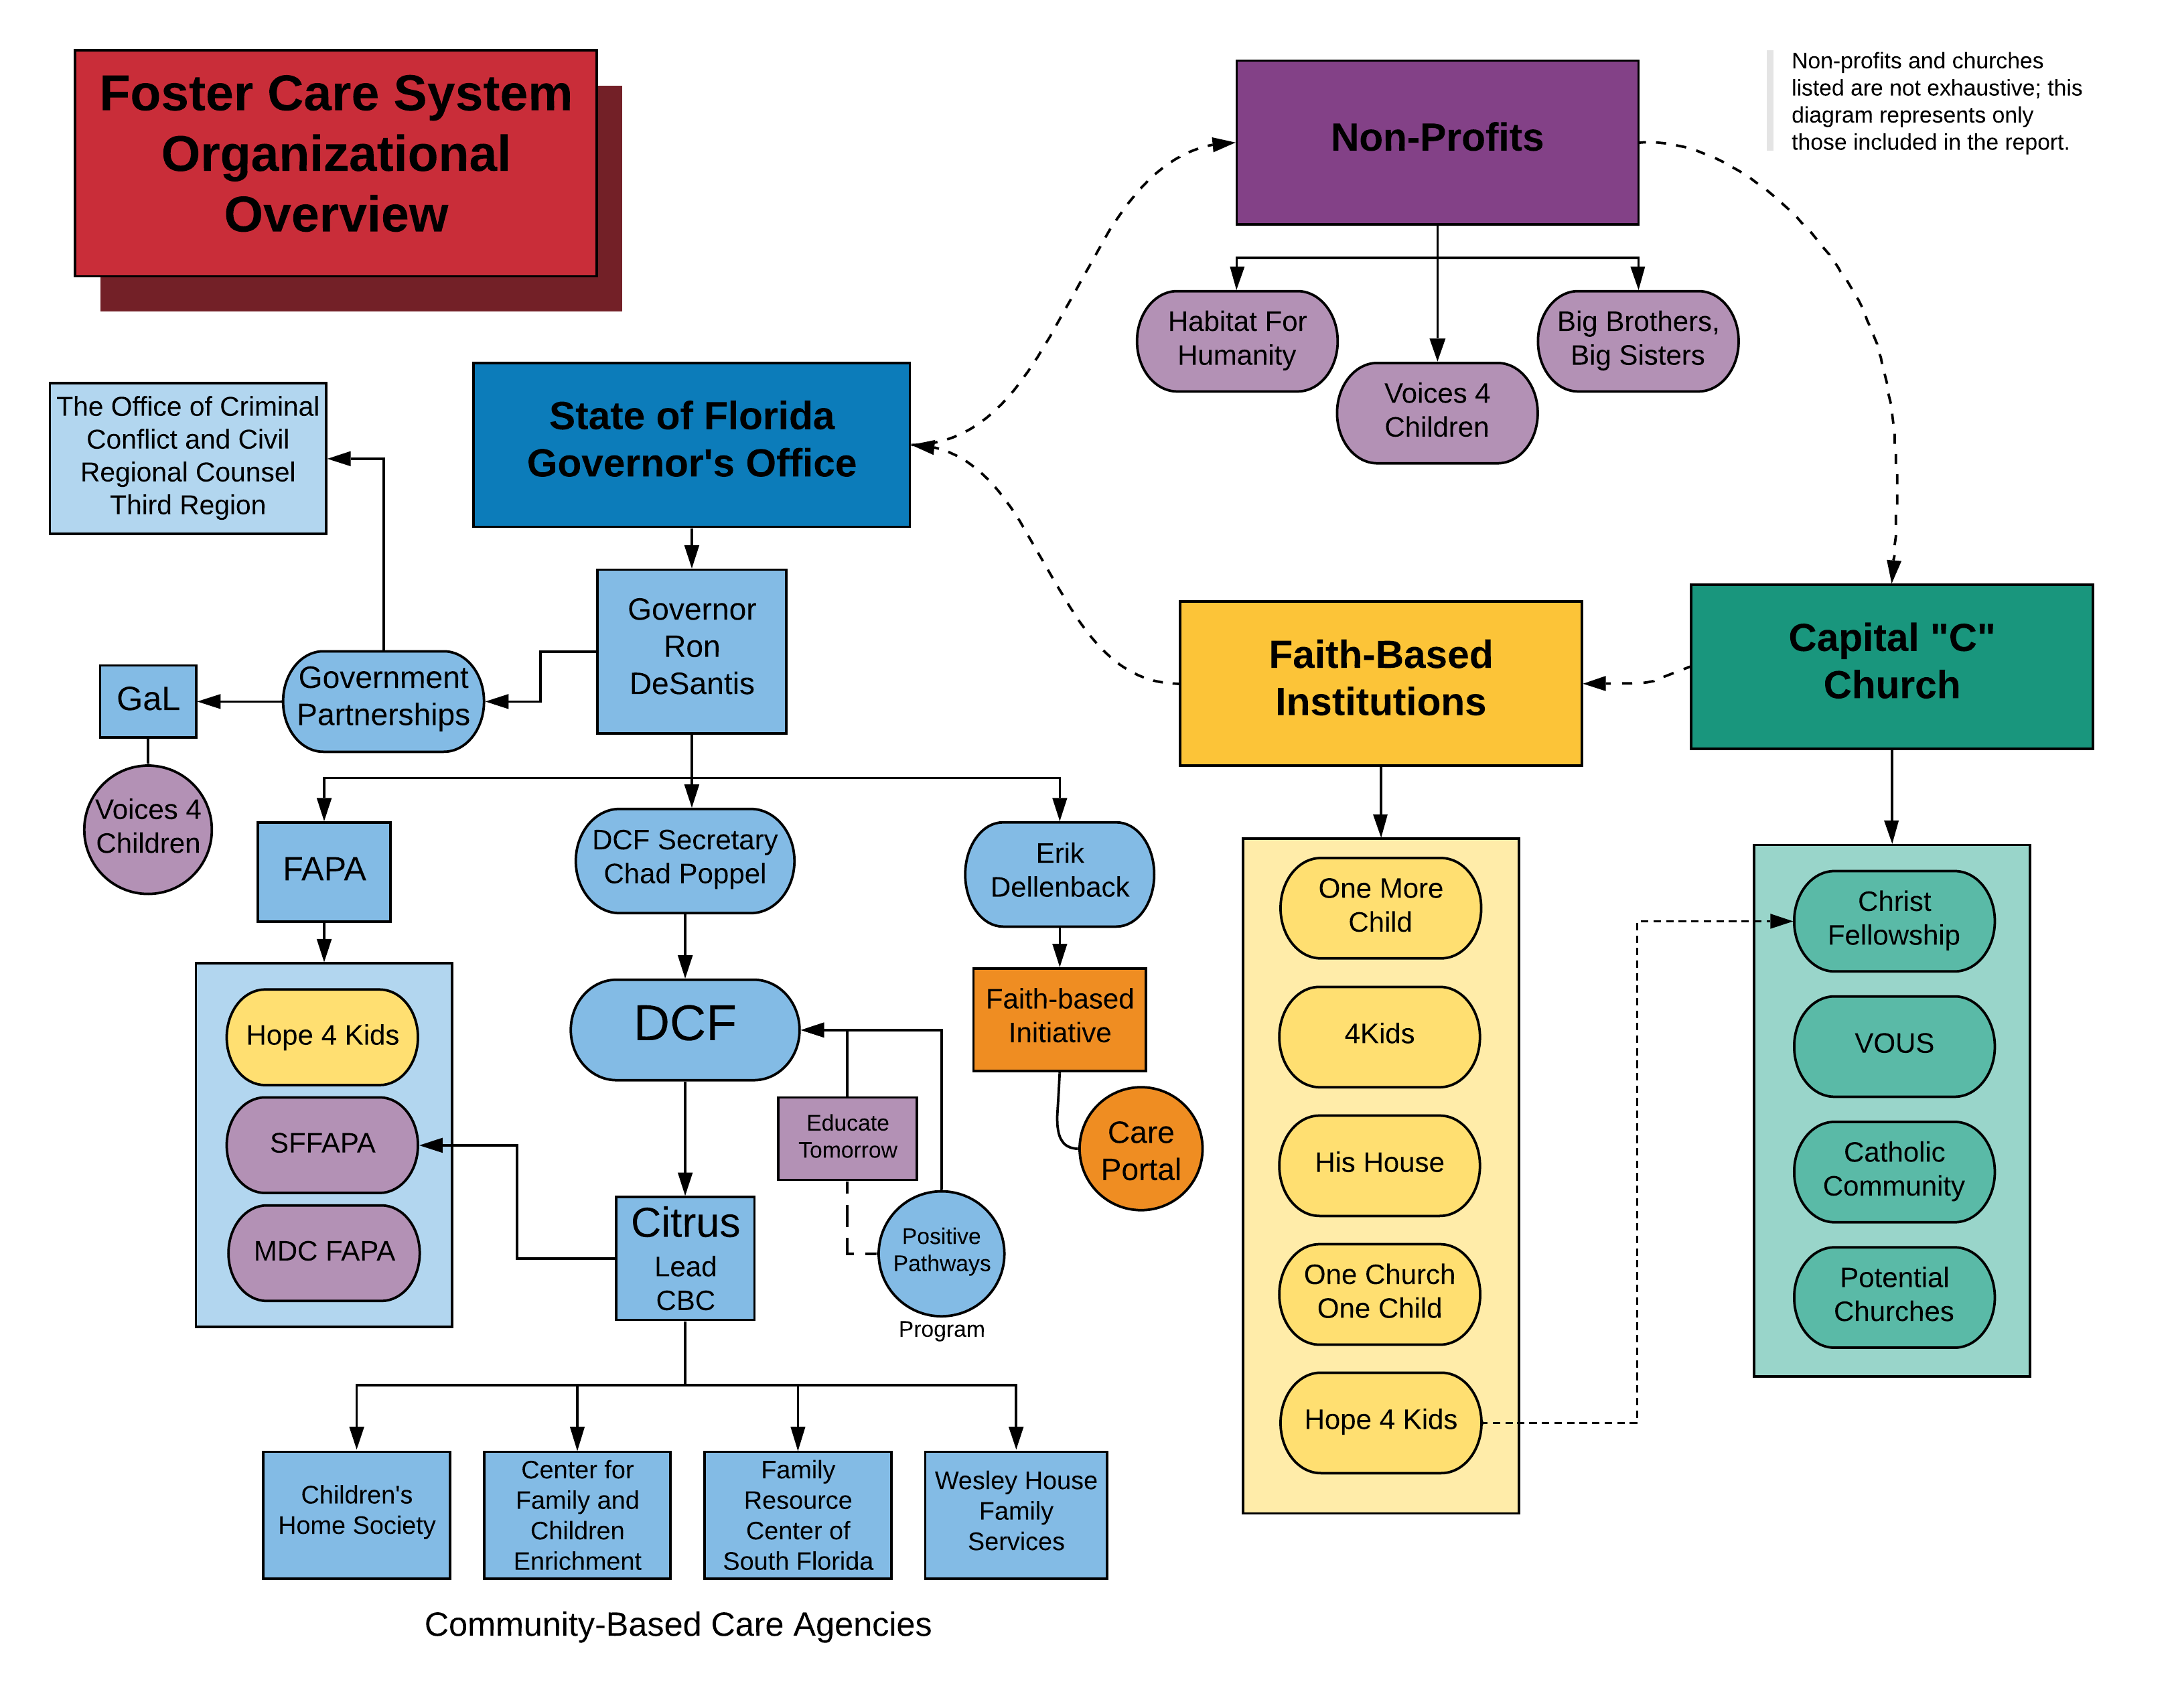 Foster Care System
Organizational
Overview
Non-Profits
Non-profits and churches
listed are not exhaustive; this
diagram represents only
those included in the report.
Habitat For
Humanity
Voices 4
Children
Big Brothers,
Big Sisters
The Office of Criminal
Conflict and Civil
Regional Counsel
Third Region
State of Florida
Governor's Office
Governor
Ron
DeSantis
Government
Partnerships
GaL
Voices 4
Children
Faith-Based
Institutions
Capital "C"
Church
FAPA
DCF Secretary
Chad Poppel
Erik
Dellenback
Hope 4 Kids
SFFAPA
MDC FAPA
DCF
Faith-based
Initiative
Care
Portal
Educate
Tomorrow
Positive
Pathways
Program
Citrus
Lead
CBC
Children's
Home Society
Center for
Family and
Children
Enrichment
Family
Resource
Center of
South Florida
Wesley House
Family
Services
Community-Based Care Agencies
One More
Child
4Kids
His House
One Church
One Child
Hope 4 Kids
Christ
Fellowship
VOUS
Catholic
Community
Potential
Churches